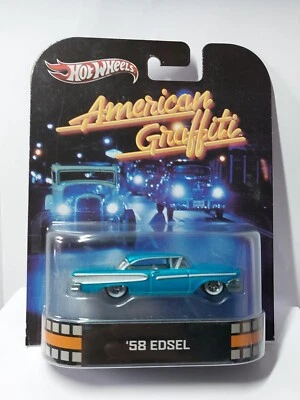 HOT WHEELS
American
Graffiti
'58 EDSEL